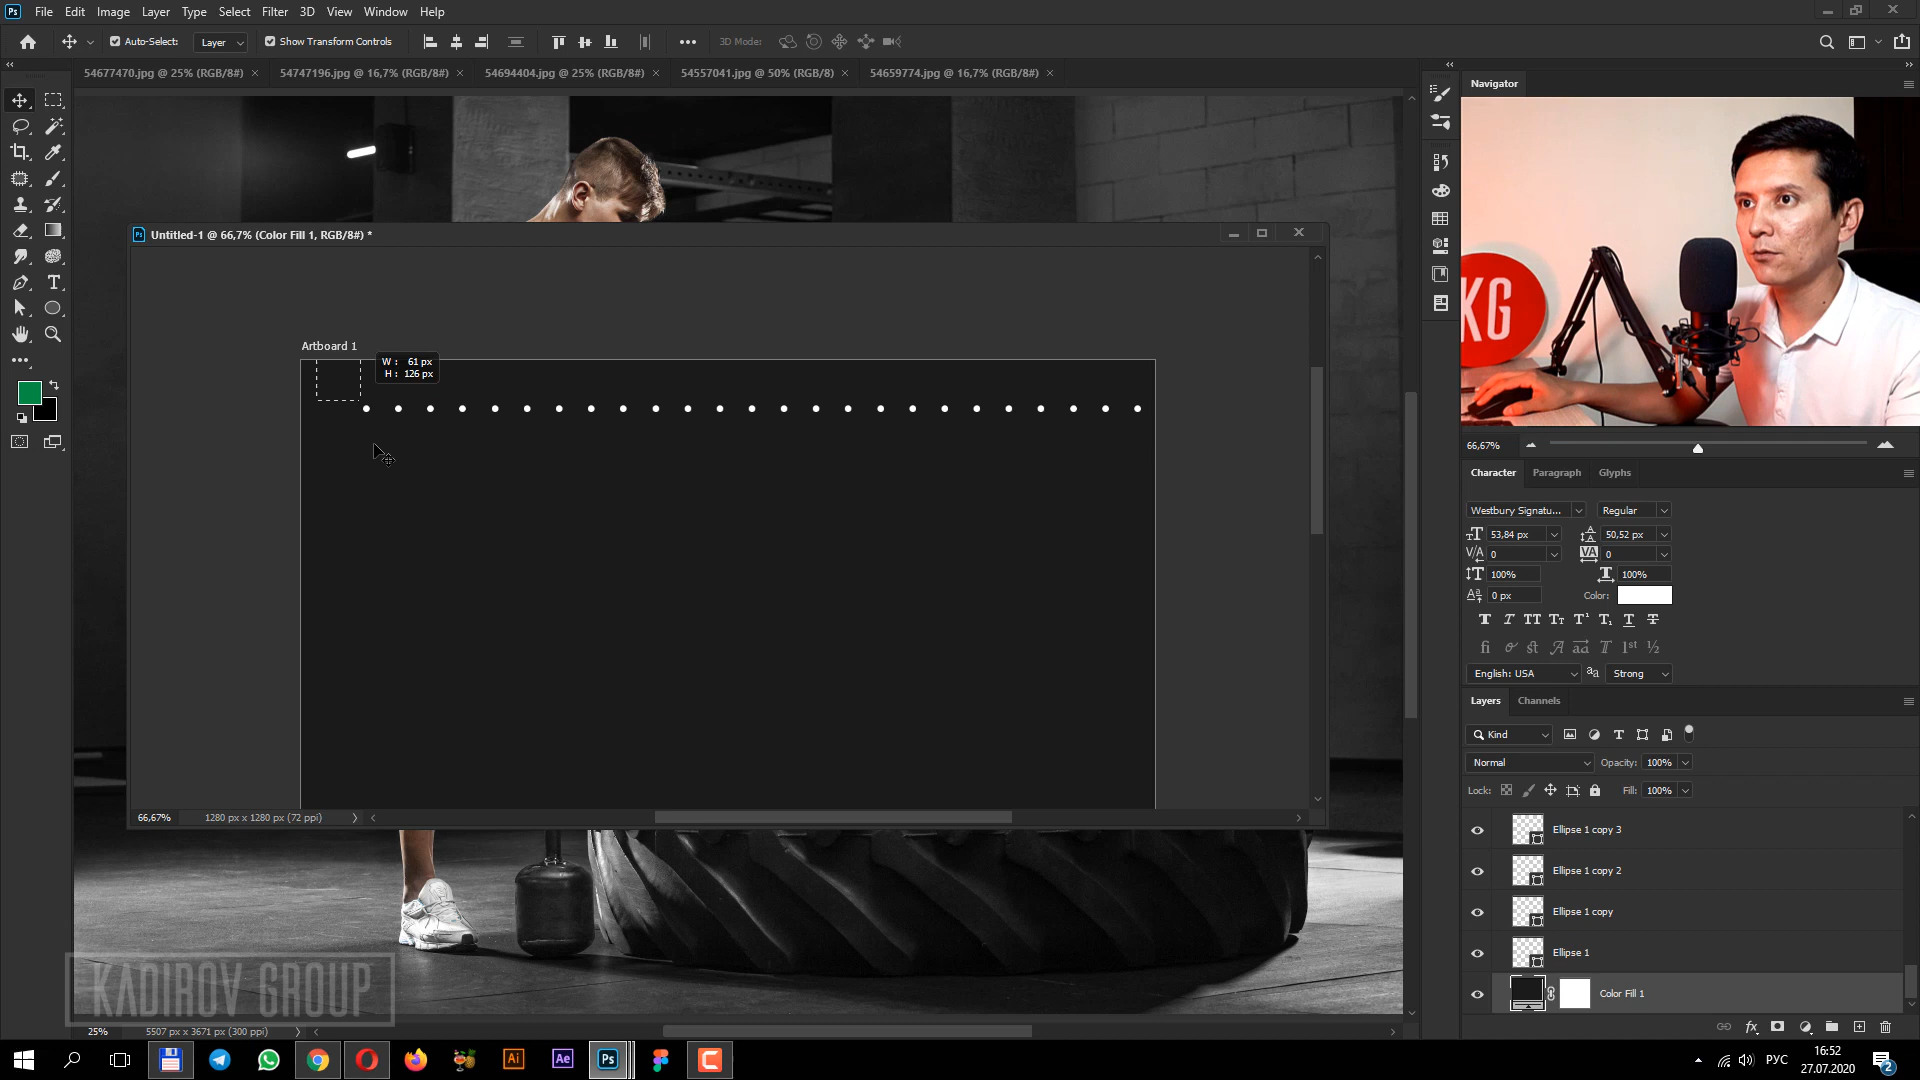 Ps File Edit Image Layer Type Select Filter 3D View Window Help
Auto-Select: Layer Show Transform Controls 3D Mode:
54677470.jpg @ 25% (RGB/8#) 54747196.jpg @ 16,7% (RGB/8#) 54694404.jpg @ 25% (RGB/8#) 54557041.jpg @ 50% (RGB/8) 54659774.jpg @ 16,7% (RGB/8#)
Navigator
KG
Untitled-1 @ 66,7% (Color Fill 1, RGB/8#) *
Artboard 1
W : 61 px
H : 126 px
66,67%
Character Paragraph Glyphs
Westbury Signatu... Regular
53,84 px 50,52 px
0 0
100% 100%
0 px Color:
English: USA Strong
Layers Channels
Kind
Normal Opacity: 100%
Lock: Fill: 100%
66,67% 1280 px x 1280 px (72 ppi)
Ellipse 1 copy 3
Ellipse 1 copy 2
Ellipse 1 copy
Ellipse 1
Color Fill 1
KADIROV GROUP
25% 5507 px x 3671 px (300 ppi)
Ai Ae Ps
РУС
16:52
27.07.2020
2